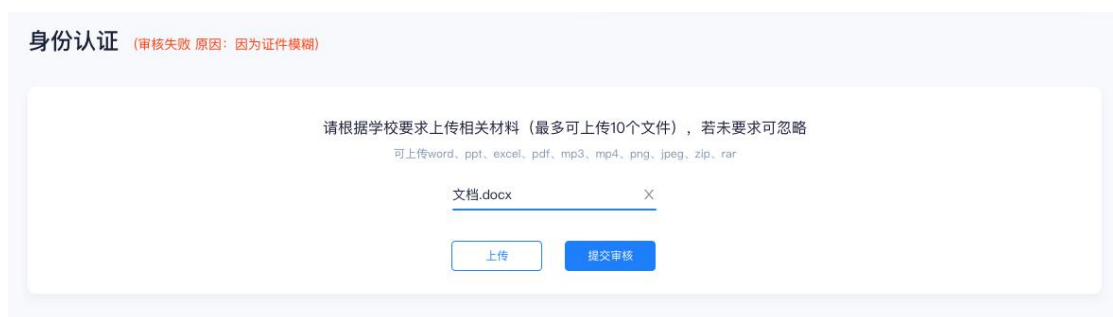 身份认证 (审核失败 原因：因为证件模糊)
请根据学校要求上传相关材料（最多可上传10个文件），若未要求可忽略
可上传word、ppt、excel、pdf、mp3、mp4、png、jpeg、zip、rar
文档.docx ×
上传 提交审核